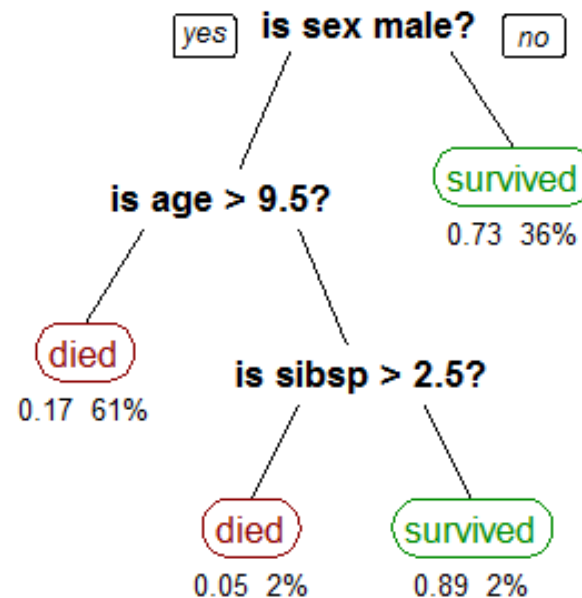 yes is sex male? no
is age > 9.5?
survived
0.73 36%
died
0.17 61%
is sibsp > 2.5?
died
0.05 2%
survived
0.89 2%